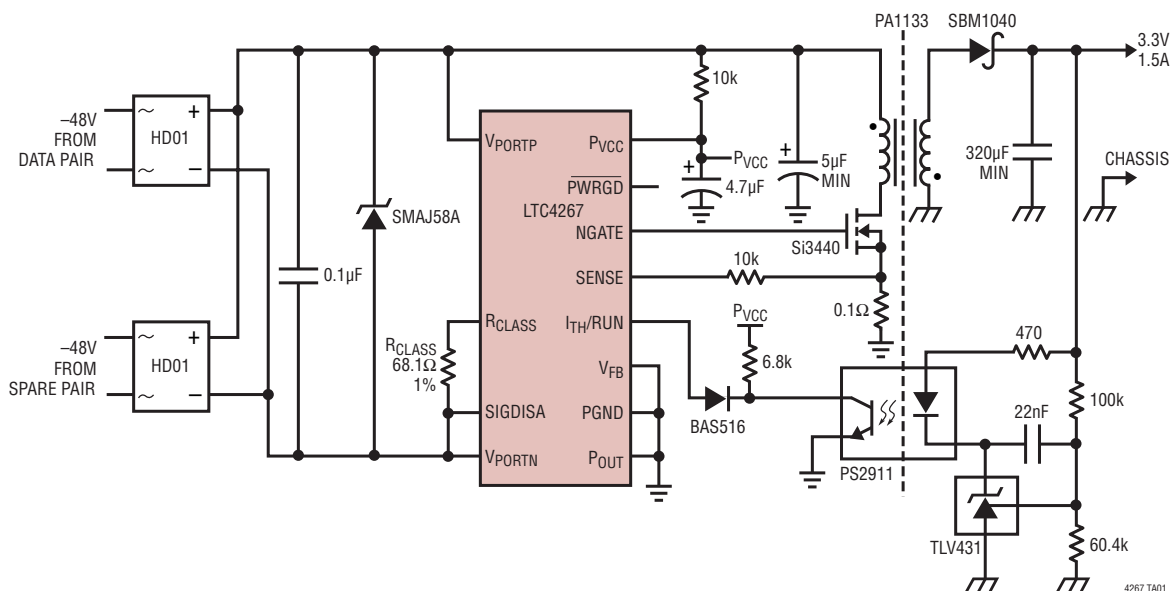 PA1133
SBM1040
3.3V
1.5A
10k
–48V
FROM
DATA PAIR
~
~
HD01
+
–
VPORTP
PVCC
PVCC
+
4.7µF
+
5µF
MIN
320µF
MIN
CHASSIS
PWRGD
LTC4267
NGATE
Si3440
SMAJ58A
0.1µF
SENSE
10k
0.1Ω
RCLASS
ITH/RUN
PVCC
6.8k
470
–48V
FROM
SPARE PAIR
~
~
HD01
+
–
RCLASS
68.1Ω
1%
VFB
BAS516
100k
22nF
SIGDISA
PGND
VPORTN
POUT
PS2911
TLV431
60.4k
4267 TA01